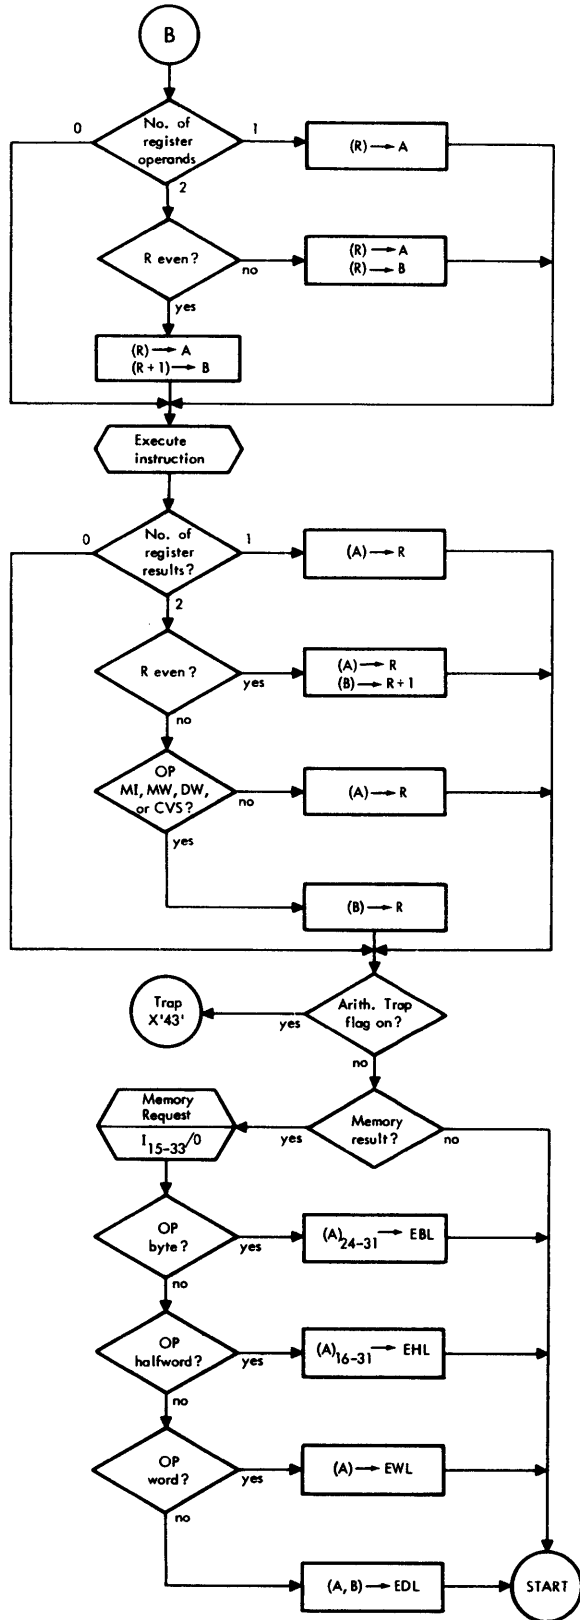 B
0
No. of
register
operands
1
(R) → A
2
R even?
no
(R) → A
(R) → B
yes
(R) → A
(R + 1) → B
Execute
instruction
0
No. of
register
results?
1
(A) → R
2
R even?
yes
(A) → R
(B) → R + 1
no
OP
MI, MW, DW,
or CVS?
no
(A) → R
yes
(B) → R
Trap
X'43'
yes
Arith. Trap
flag on?
no
Memory
Request
I15-33/0
yes
Memory
result?
no
OP
byte?
yes
(A)24-31 → EBL
no
OP
halfword?
yes
(A)16-31 → EHL
no
OP
word?
yes
(A) → EWL
no
(A, B) → EDL
START